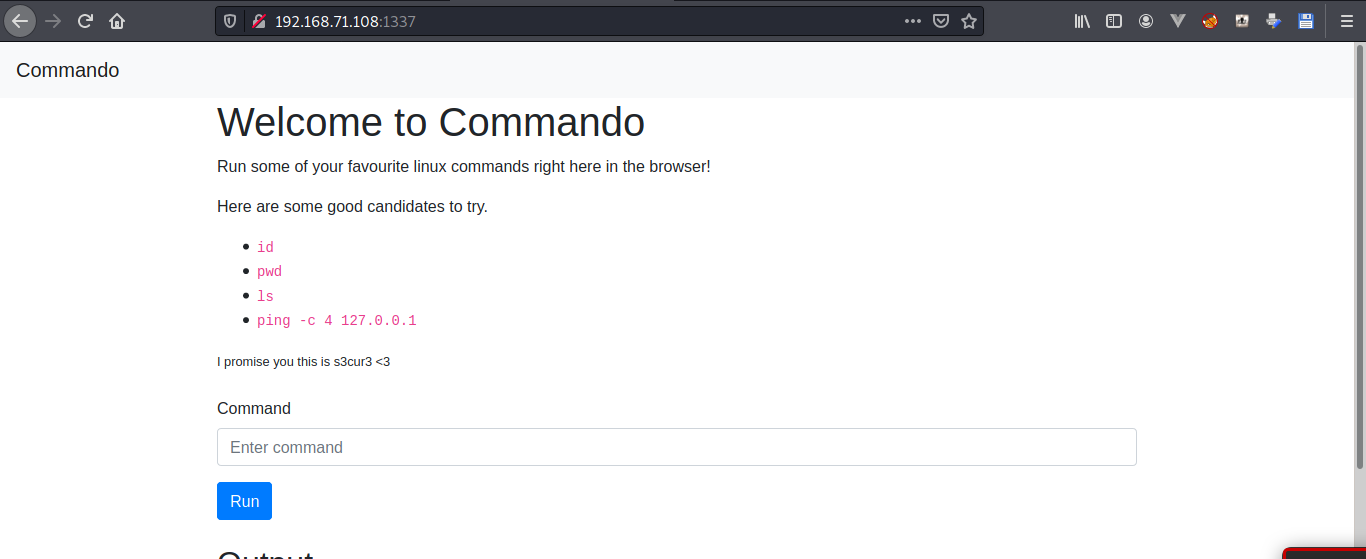 192.168.71.108:1337
Commando
Welcome to Commando
Run some of your favourite linux commands right here in the browser!
Here are some good candidates to try.
id
pwd
ls
ping -c 4 127.0.0.1
I promise you this is s3cur3 <3
Command
Enter command
Run
Output